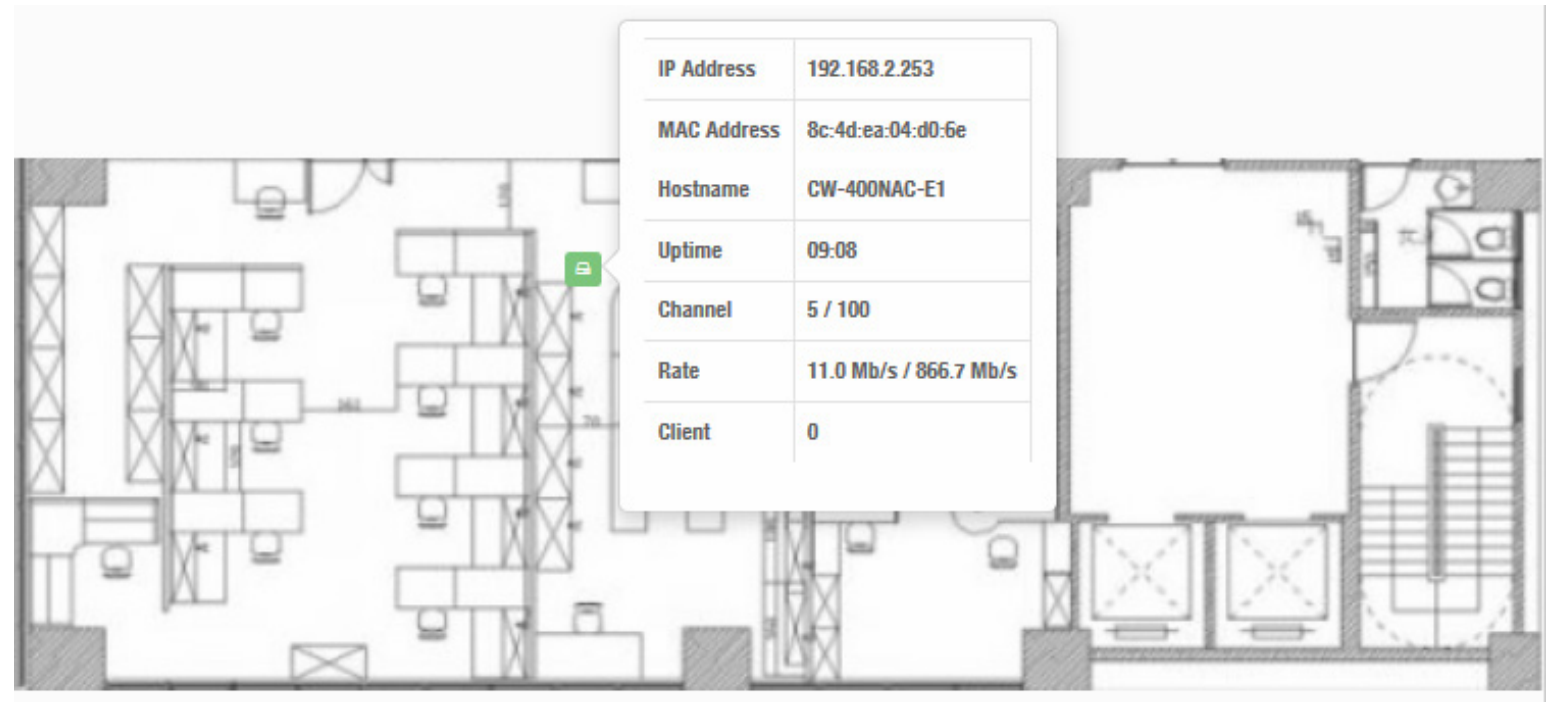 IP Address 192.168.2.253
MAC Address 8c:4d:ea:04:d0:6e
Hostname CW-400NAC-E1
Uptime 09:08
Channel 5 / 100
Rate 11.0 Mb/s / 866.7 Mb/s
Client 0